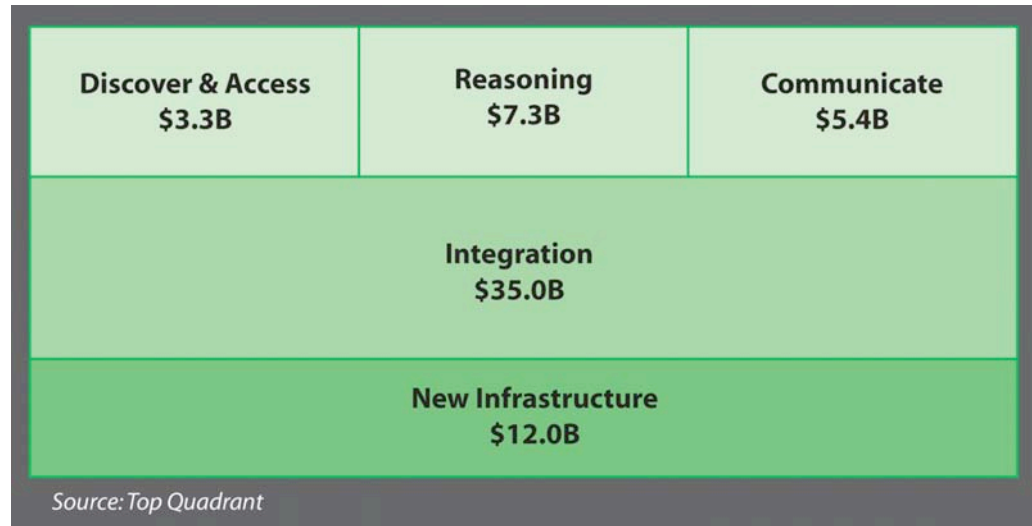 Discover & Access
$3.3B
Reasoning
$7.3B
Communicate
$5.4B
Integration
$35.0B
New Infrastructure
$12.0B
Source: Top Quadrant